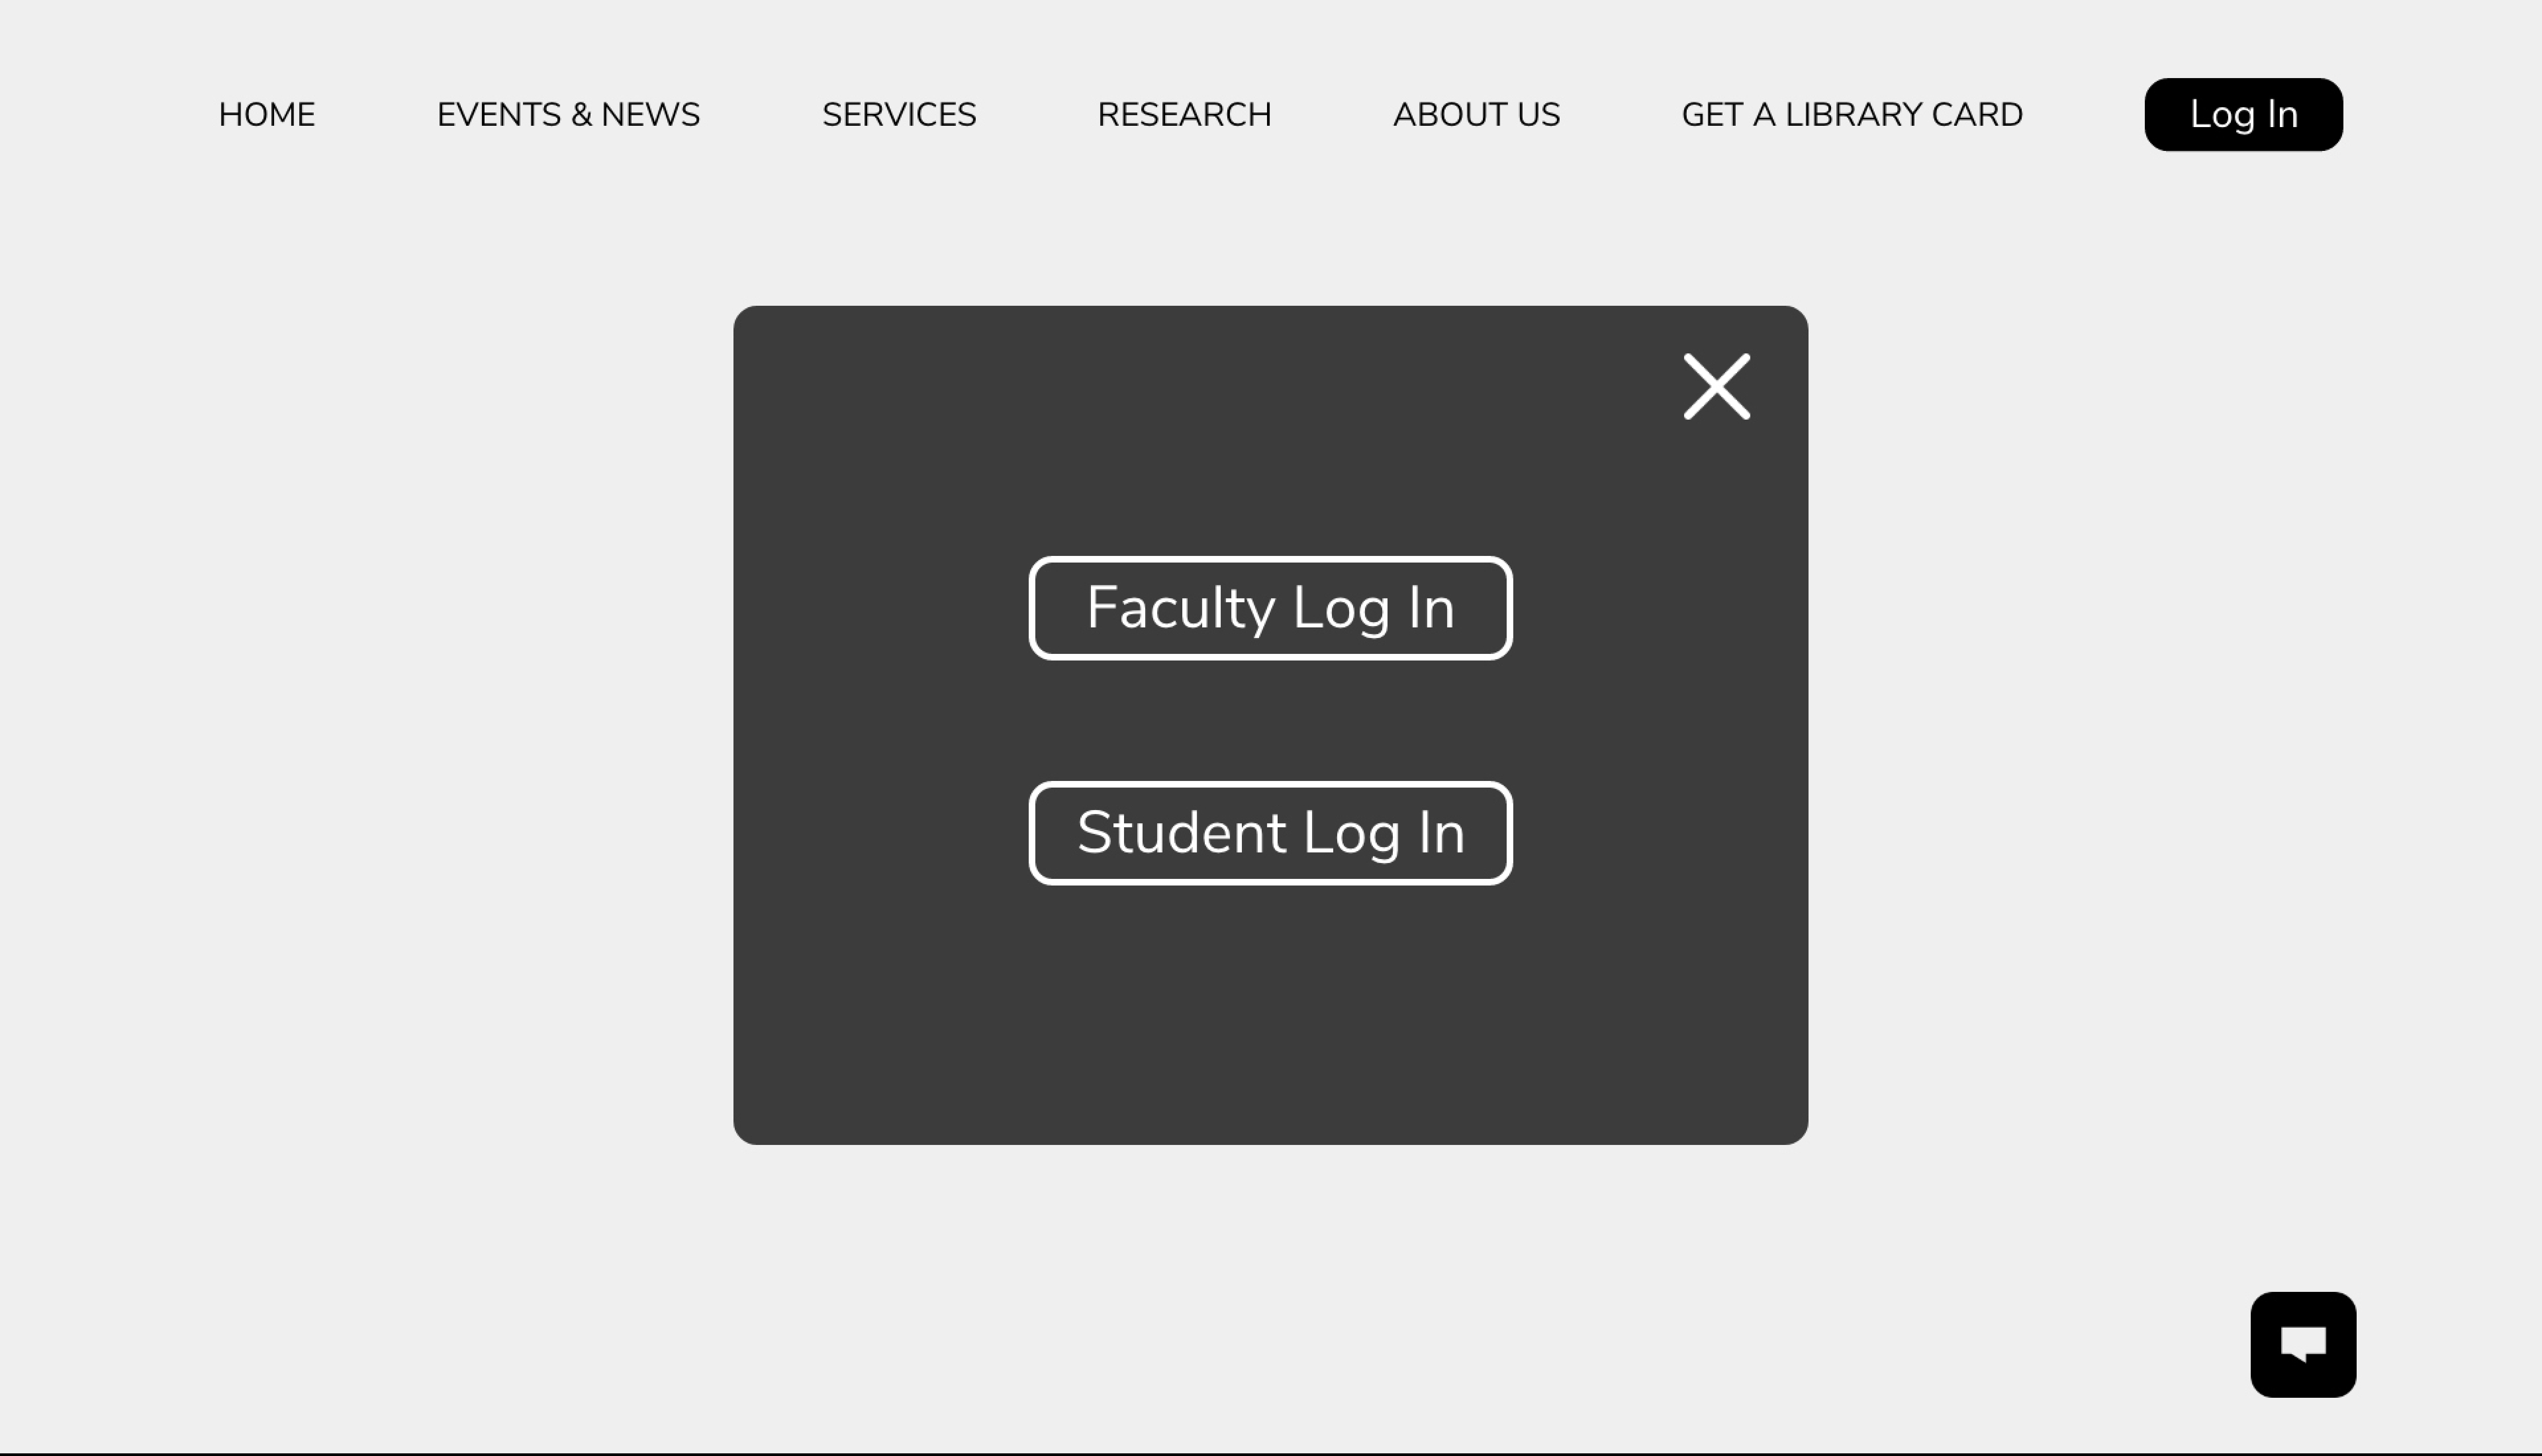 HOME EVENTS & NEWS SERVICES RESEARCH ABOUT US GET A LIBRARY CARD Log In
Faculty Log In
Student Log In